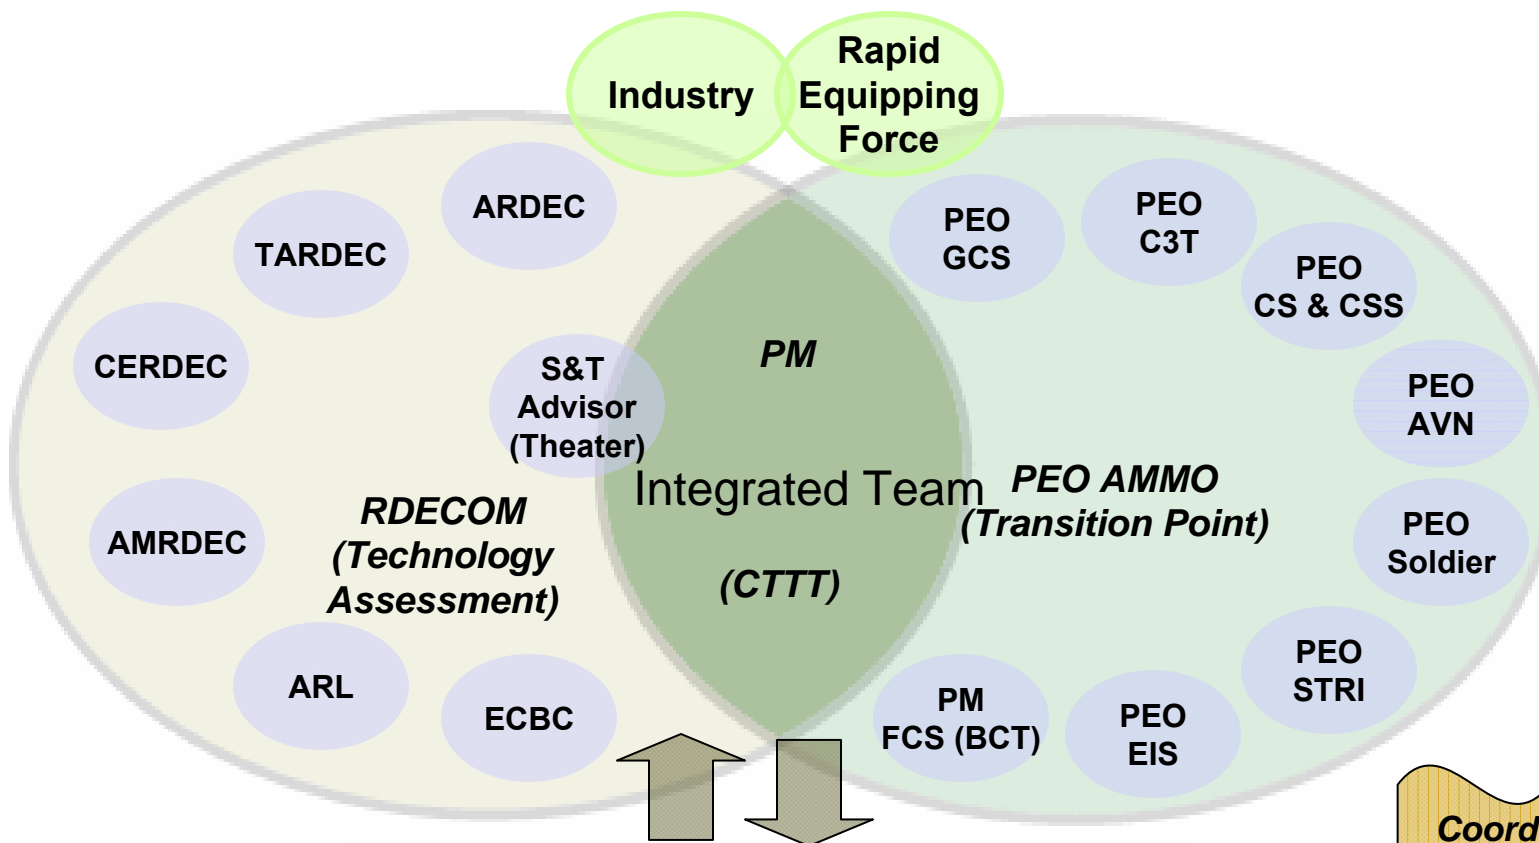 Industry
Rapid
Equipping
Force
ARDEC
TARDEC
CERDEC
AMRDEC
ARL
ECBC
S&T
Advisor
(Theater)
RDECOM
(Technology
Assessment)
PM
Integrated Team
(CTTT)
PEO AMMO
(Transition Point)
PEO
GCS
PEO
C3T
PEO
CS & CSS
PEO
AVN
PEO
Soldier
PEO
STRI
PEO
EIS
PM
FCS (BCT)
Coord